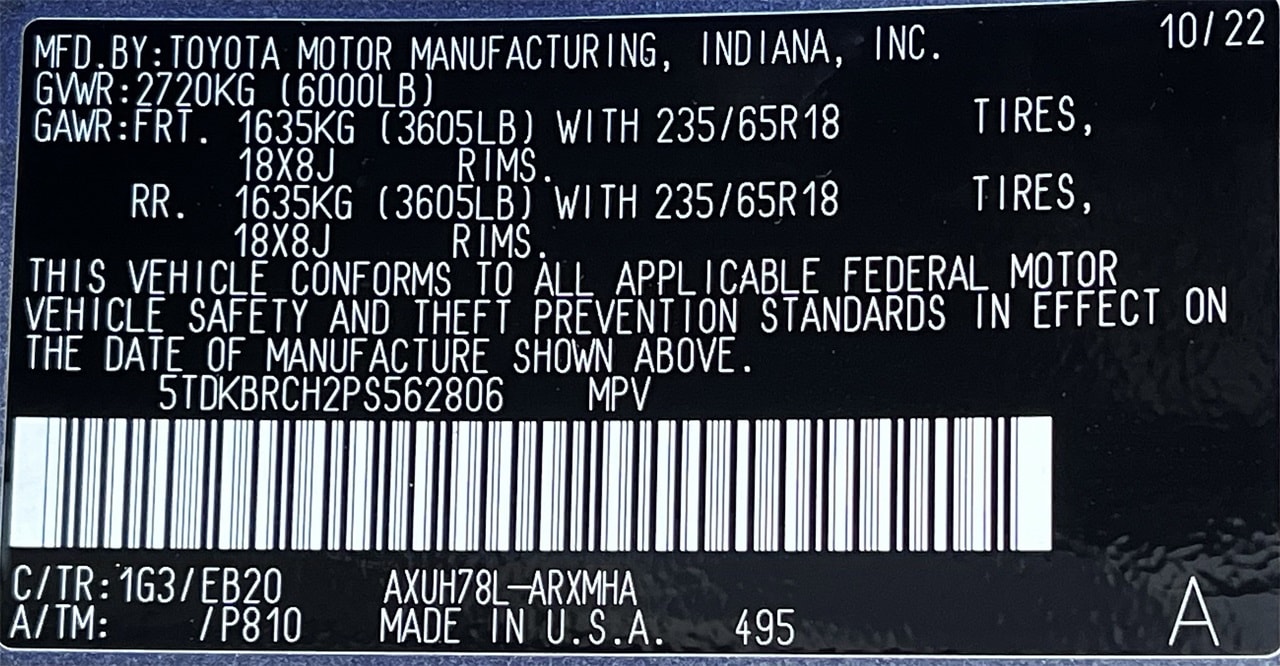 10/22
MFD.BY:TOYOTA MOTOR MANUFACTURING, INDIANA, INC.
GVWR:2720KG (6000LB)
GAWR:FRT. 1635KG (3605LB) WITH 235/65R18 TIRES,
18X8J RIMS.
RR. 1635KG (3605LB) WITH 235/65R18 TIRES,
18X8J RIMS.
THIS VEHICLE CONFORMS TO ALL APPLICABLE FEDERAL MOTOR
VEHICLE SAFETY AND THEFT PREVENTION STANDARDS IN EFFECT ON
THE DATE OF MANUFACTURE SHOWN ABOVE.
5TDKBRCH2PS562806 MPV
C/TR:1G3/EB20 AXUH78L-ARXMHA
A/TM: /P810 MADE IN U.S.A. 495 A